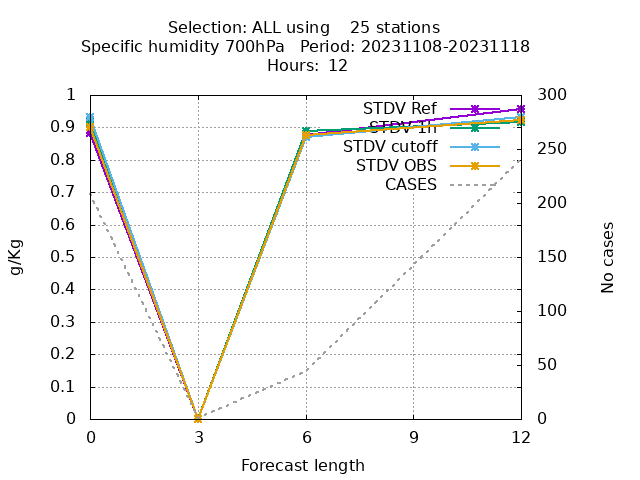 Selection: ALL using 25 stations
Specific humidity 700hPa Period: 20231108-20231118
Hours: 12
1
0.9
0.8
0.7
0.6
0.5
0.4
0.3
0.2
0.1
0
g/Kg
STDV Ref
STDV 1h
STDV cutoff
STDV OBS
CASES
300
250
200
150
100
50
0
No cases
0 3 6 9 12
Forecast length